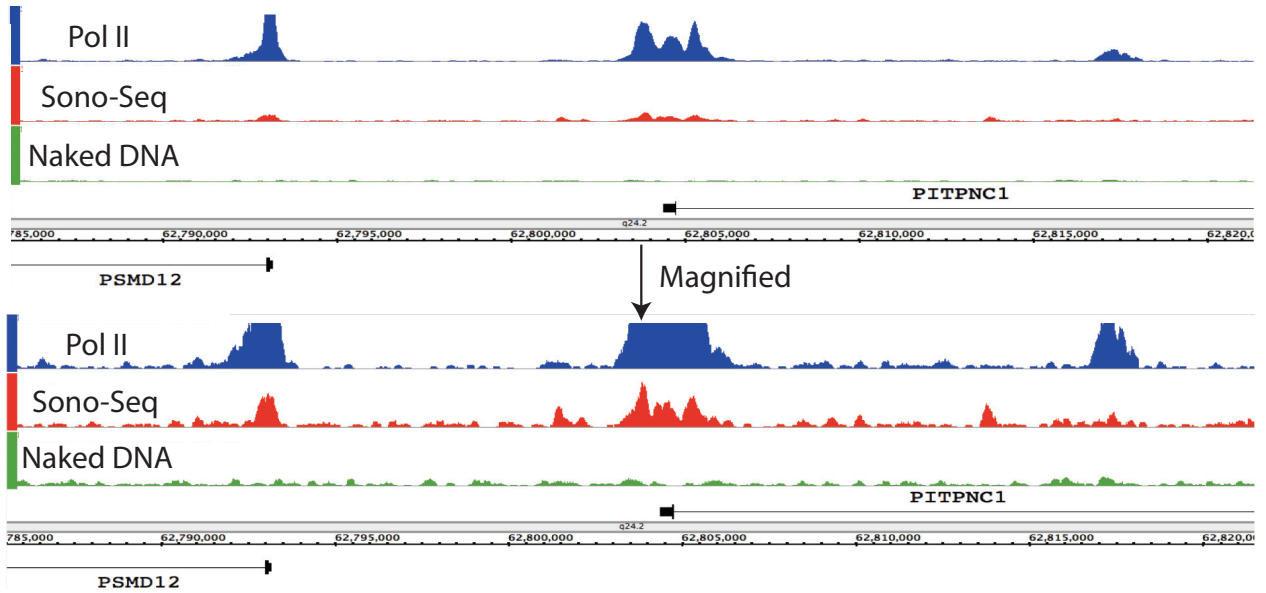 Pol II
Sono-Seq
Naked DNA
PITPNC1
q24.2
785,000 62,790,000 62,795,000 62,800,000 62,805,000 62,810,000 62,815,000 62,820,0
PSMD12
Magnified
Pol II
Sono-Seq
Naked DNA
PITPNC1
q24.2
785,000 62,790,000 62,795,000 62,800,000 62,805,000 62,810,000 62,815,000 62,820,0
PSMD12